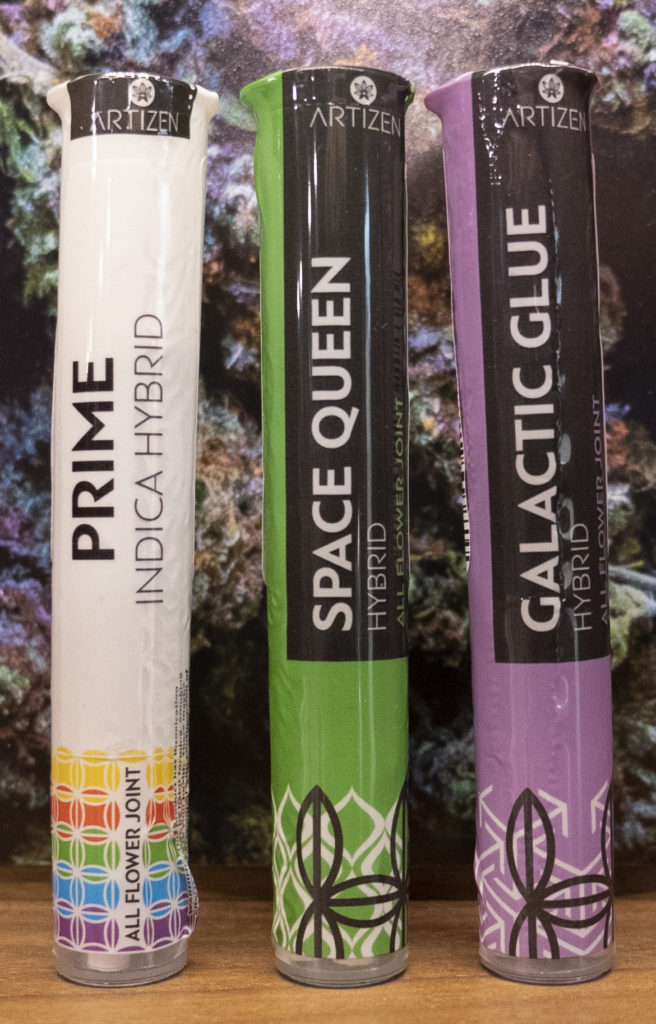 ARTIZEN
PRIME
INDICA HYBRID
ALL FLOWER JOINT
ARTIZEN
SPACE QUEEN
HYBRID
ALL FLOWER JOINT
ARTIZEN
GALACTIC GLUE
HYBRID
ALL FLOWER JOINT